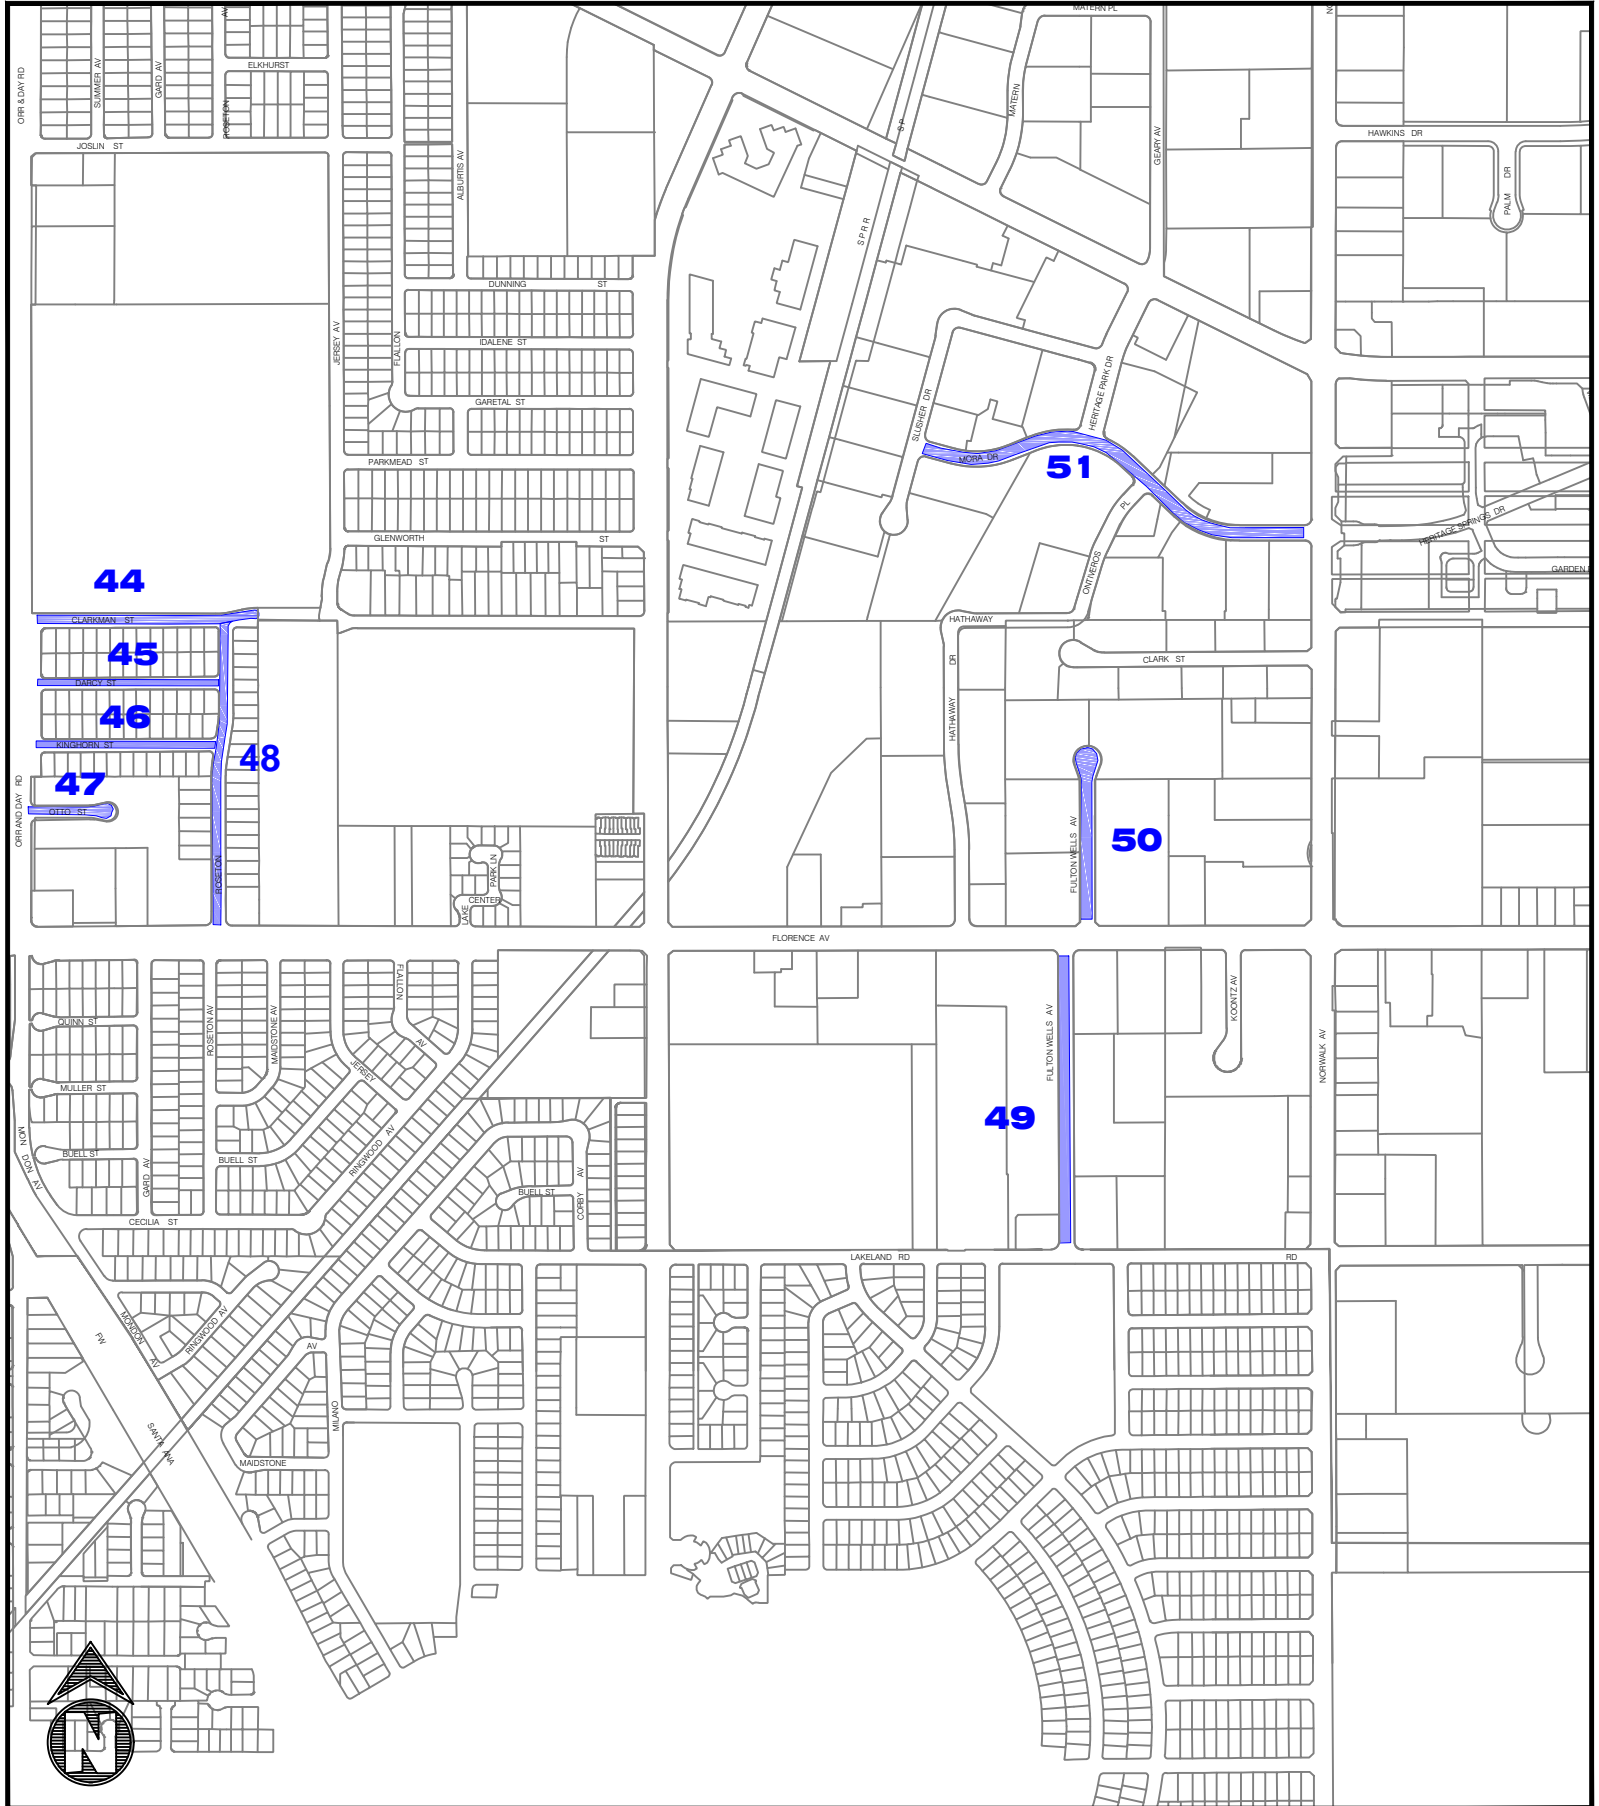 MATERN PL
AV
ELKHURST
ORR & DAY RD
SUMMER AV
GARD AV
ROSETON
MATERN
S P
HAWKINS DR
GEARY AV
JOSLIN ST
ALBURTIS AV
PALM DR
S P R R
DUNNING ST
JERSEY AV
FLALLON
IDALENE ST
GARETAL ST
SLUSHER DR
HERITAGE PARK DR
PARKMEAD ST
MORA DR
51
PL
HERITAGE SPRINGS DR
GLENWORTH ST
ONTIVEROS
GARDEN
44
CLARKMAN ST
HATHAWAY
45
DR
CLARK ST
DARCY ST
46
HATHAWAY
KINGHORN ST
48
47
ORR AND DAY RD
OTTO ST
FULTON WELLS AV
50
ROSETON
PARK LN
CENTER
LAKE
FLORENCE AV
FLALLON
AV
KOONTZ AV
QUINN ST
ROSETON AV
MAIDSTONE AV
JERSEY
FULTON WELLS AV
NORWALK AV
MULLER ST
49
NON
DON AV
RINGWOOD AV
BUELL ST
BUELL ST
GARD AV
BUELL ST
CORBY AV
CECILIA ST
LAKELAND RD
RD
MONDON AV
RINGWOOD AV
FW
AV
MILANO
SANTA ANA
MAIDSTONE
N